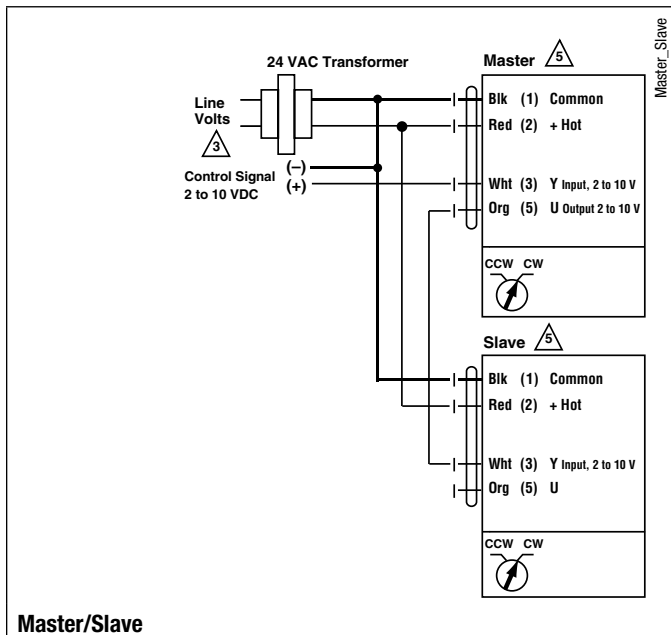 Master_Slave
24 VAC Transformer
Master 5
Line
Volts
3
Blk (1) Common
Red (2) + Hot
(–)
Control Signal
2 to 10 VDC
(+)
Wht (3) Y Input, 2 to 10 V
Org (5) U Output 2 to 10 V
CCW CW
Slave 5
Blk (1) Common
Red (2) + Hot
Wht (3) Y Input, 2 to 10 V
Org (5) U
CCW CW
Master/Slave